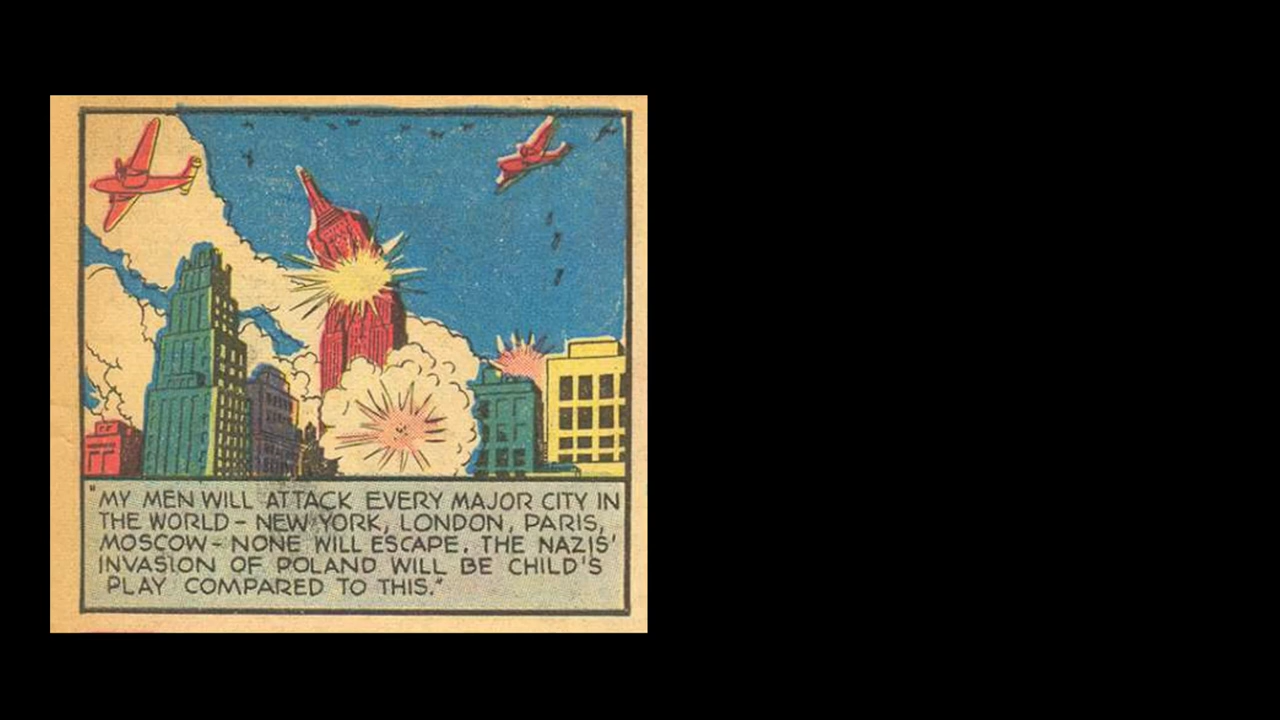 "MY MEN WILL ATTACK EVERY MAJOR CITY IN
THE WORLD - NEW YORK, LONDON, PARIS,
MOSCOW - NONE WILL ESCAPE. THE NAZIS'
INVASION OF POLAND WILL BE CHILD'S
PLAY COMPARED TO THIS."